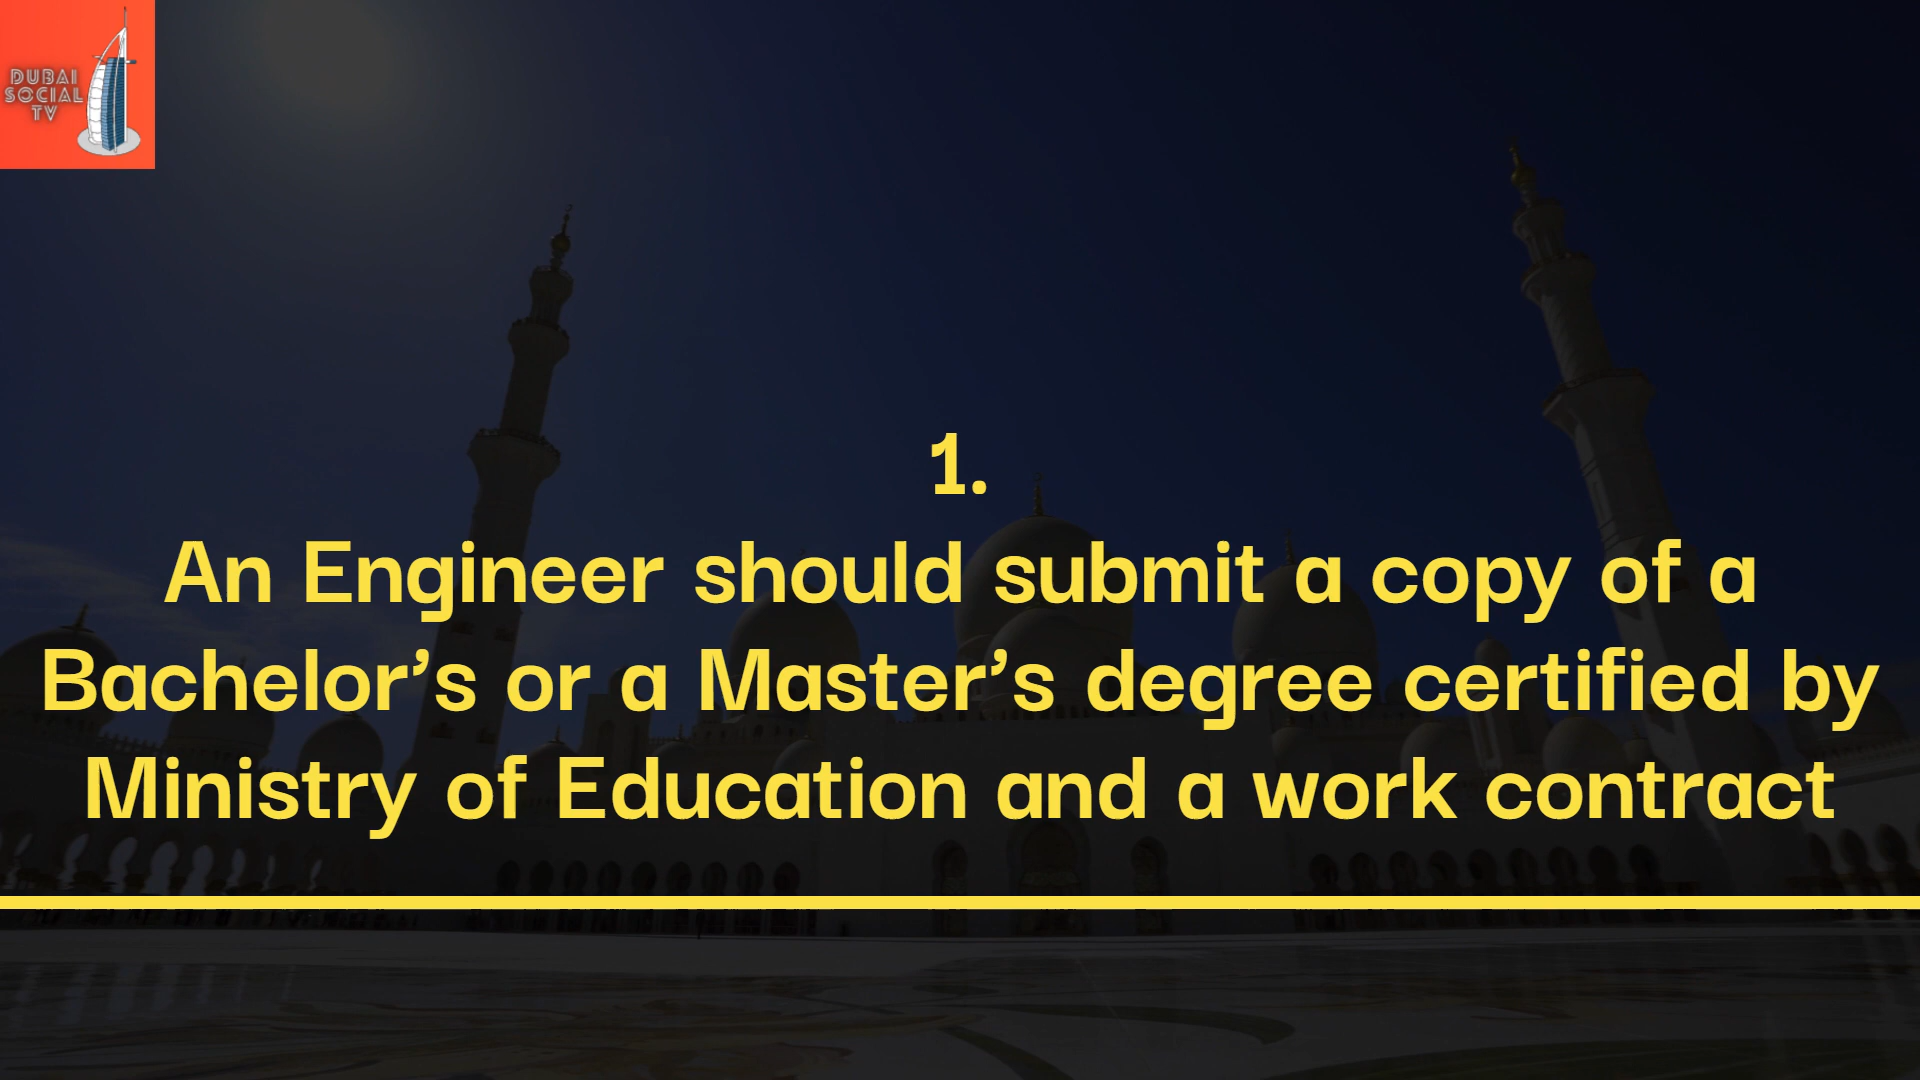 DUBAI
SOCIAL
TV
1.
An Engineer should submit a copy of a
Bachelor’s or a Master’s degree certified by
Ministry of Education and a work contract